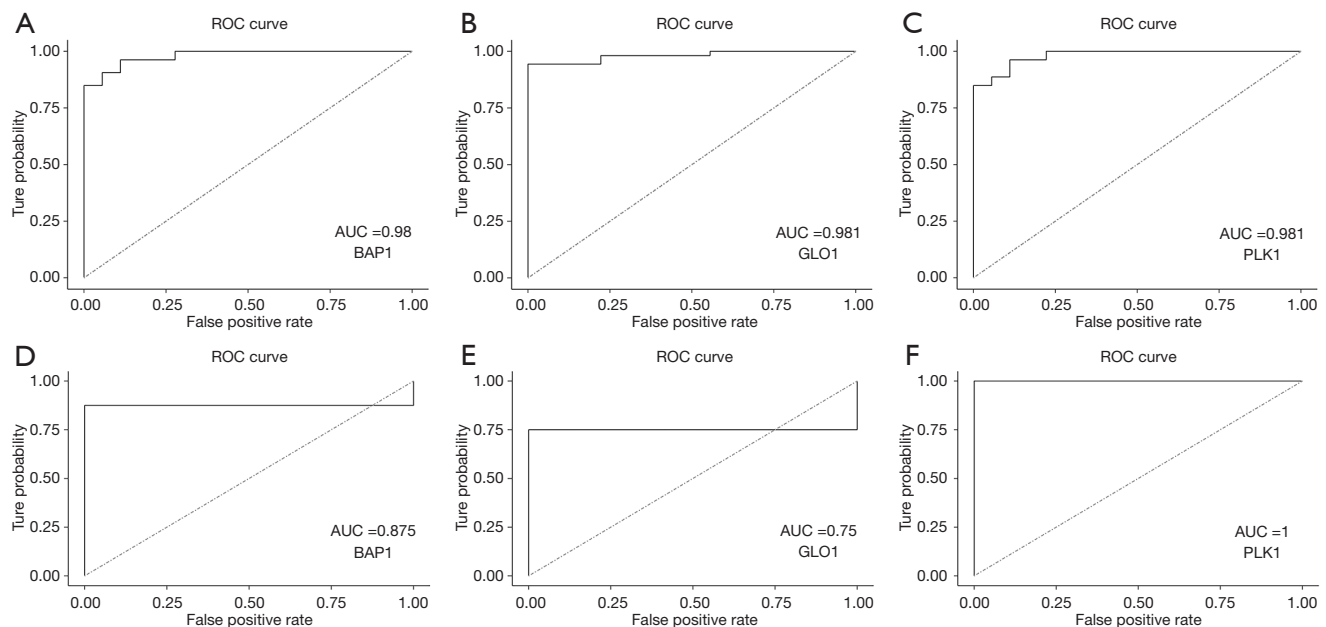 A
ROC curve
1.00
0.75
0.50
0.25
0.00
Ture probability
AUC =0.98
BAP1
0.00 0.25 0.50 0.75 1.00
False positive rate
B
ROC curve
1.00
0.75
0.50
0.25
0.00
Ture probability
AUC =0.981
GLO1
0.00 0.25 0.50 0.75 1.00
False positive rate
C
ROC curve
1.00
0.75
0.50
0.25
0.00
Ture probability
AUC =0.981
PLK1
0.00 0.25 0.50 0.75 1.00
False positive rate
D
ROC curve
1.00
0.75
0.50
0.25
0.00
Ture probability
AUC =0.875
BAP1
0.00 0.25 0.50 0.75 1.00
False positive rate
E
ROC curve
1.00
0.75
0.50
0.25
0.00
Ture probability
AUC =0.75
GLO1
0.00 0.25 0.50 0.75 1.00
False positive rate
F
ROC curve
1.00
0.75
0.50
0.25
0.00
Ture probability
AUC =1
PLK1
0.00 0.25 0.50 0.75 1.00
False positive rate